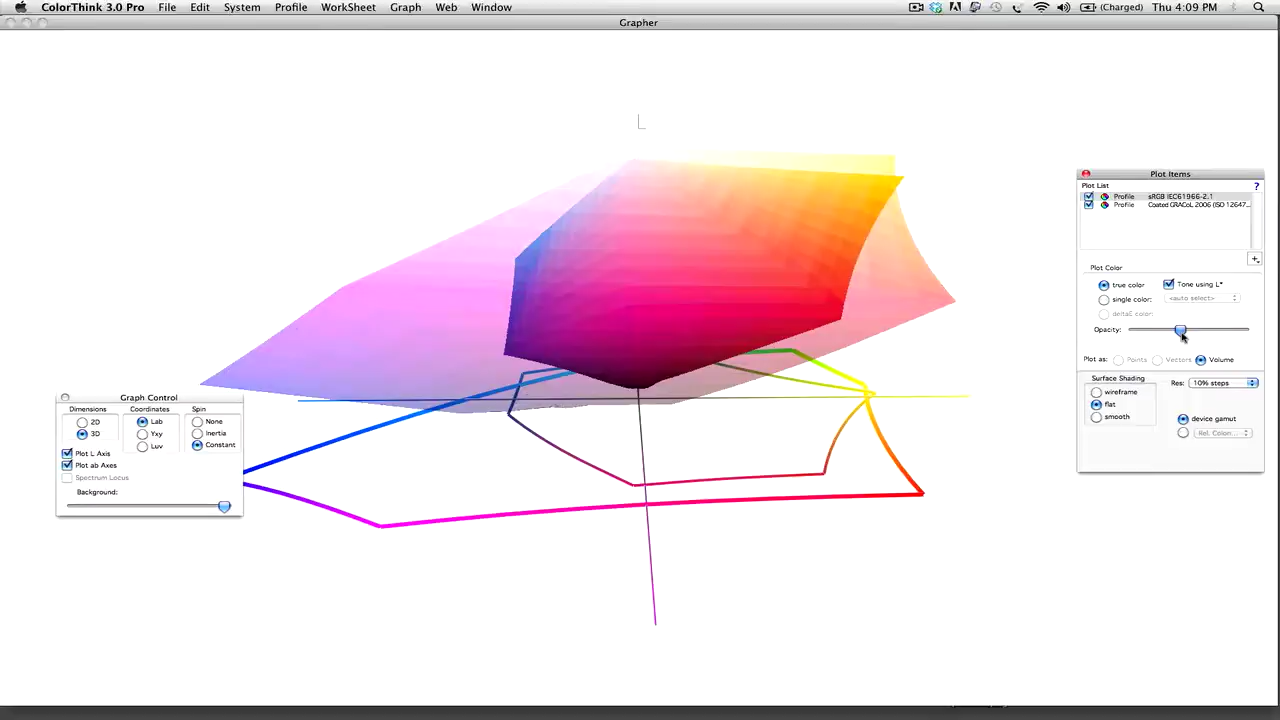 ColorThink 3.0 Pro File Edit System Profile WorkSheet Graph Web Window (Charged) Thu 4:09 PM
Grapher
Plot Items
Plot List
?
Profile sRGB IEC61966-2.1
Profile Coated GRACoL 2006 (ISO 12647...
+
Plot Color
true color Tone using L*
single color: <auto select>
deltaE color:
Opacity:
Plot as: Points Vectors Volume
Surface Shading Res: 10% steps
wireframe
flat
smooth
device gamut
Rel. Colori...
Graph Control
Dimensions Coordinates Spin
2D Lab None
3D Yxy Inertia
Luv Constant
Plot L Axis
Plot ab Axes
Spectrum Locus
Background: